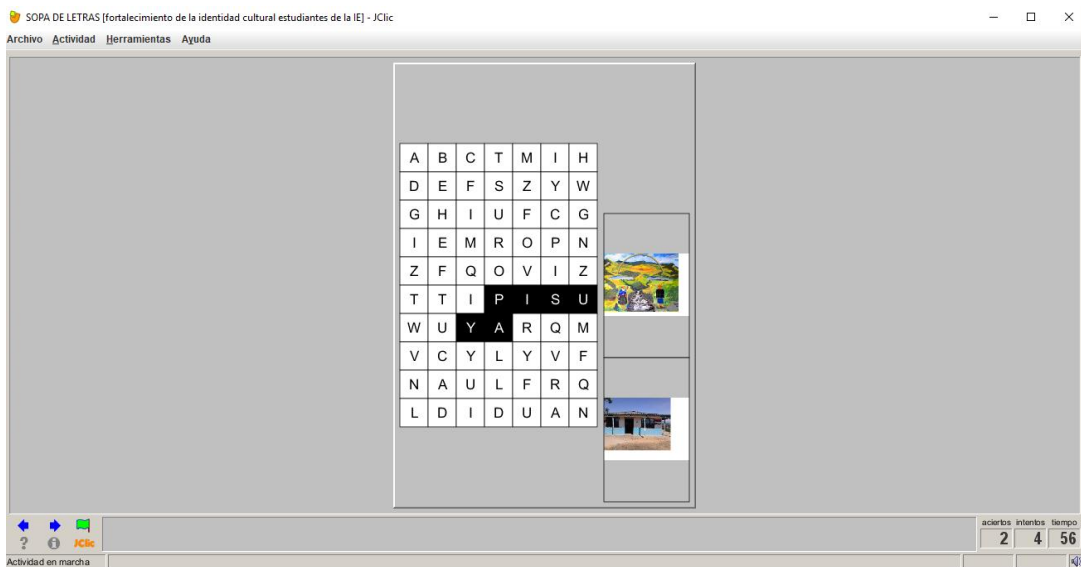 SOPA DE LETRAS [fortalecimiento de la identidad cultural estudiantes de la IE] - JClic
Archivo Actividad Herramientas Ayuda
A B C T M I H
D E F S Z Y W
G H I U F C G
I E M R O P N
Z F Q O V I Z
T T I P I S U
W U Y A R Q M
V C Y L Y V F
N A U L F R Q
L D I D U A N
aciertos intentos tiempo
2 4 56
? i JClic
Actividad en marcha